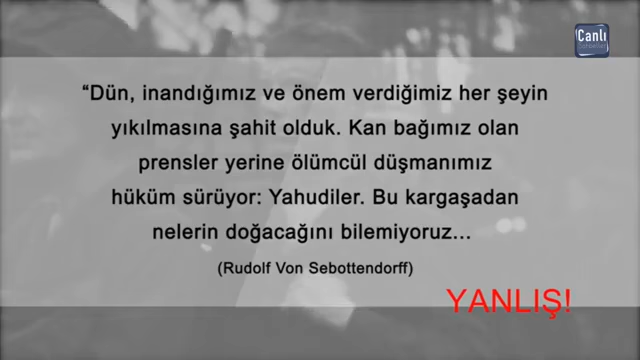 Canlı
Sohbetler
“Dün, inandığımız ve önem verdiğimiz her şeyin
yıkılmasına şahit olduk. Kan bağımız olan
prensler yerine ölümcül düşmanımız
hüküm sürüyor: Yahudiler. Bu kargaşadan
nelerin doğacağını bilemiyoruz...
(Rudolf Von Sebottendorff)
YANLIŞ!